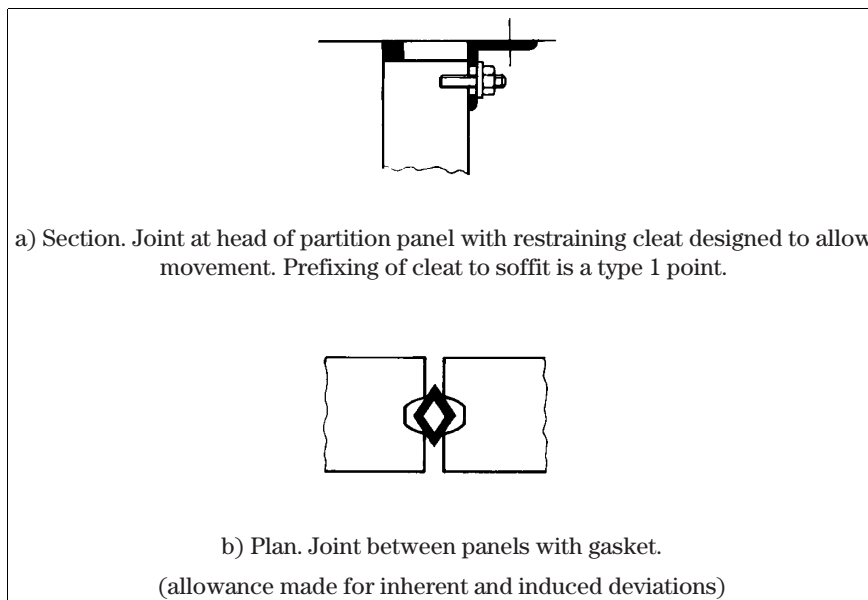 a) Section. Joint at head of partition panel with restraining cleat designed to allow
movement. Prefixing of cleat to soffit is a type 1 point.
b) Plan. Joint between panels with gasket.
(allowance made for inherent and induced deviations)